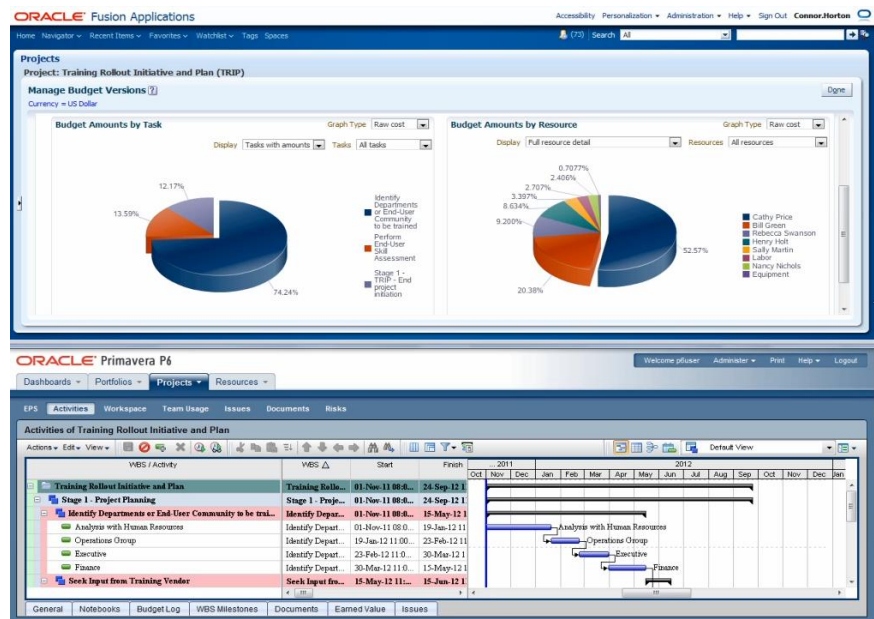 ORACLE Fusion Applications
Accessibility Personalization Administration Help Sign Out Connor.Horton
Home Navigator Recent Items Favorites Watchlist Tags Spaces
(73) Search All
Projects
Project: Training Rollout Initiative and Plan (TRIP)
Manage Budget Versions
Done
Currency = US Dollar
Budget Amounts by Task
Graph Type Raw cost
Display Tasks with amounts Tasks All tasks
12.17%
13.59%
74.24%
Identify
Departments
or End-User
Community
to be trained
Perform
End-User
Skill
Assessment
Stage 1 -
TRIP - End
project
initiation
Budget Amounts by Resource
Graph Type Raw cost
Display Full resource detail Resources All resources
0.7077%
2.406%
2.707%
3.397%
8.634%
9.200%
20.38%
52.57%
Cathy Price
Bill Green
Rebecca Swanson
Henry Holt
Sally Martin
Labor
Nancy Nichols
Equipment
ORACLE Primavera P6
Welcome p6user Administer Print Help Logout
Dashboards Portfolios Projects Resources
EPS Activities Workspace Team Usage Issues Documents Risks
Activities of Training Rollout Initiative and Plan
Actions Edit View
Default View
WBS / Activity WBS Start Finish
...2011 2012
Oct Nov Dec Jan Feb Mar Apr May Jun Jul Aug Sep Oct Nov Dec Jan
Training Rollout Initiative and Plan Training Rollo... 01-Nov-11 08:0... 24-Sep-12 1
Stage 1 - Project Planning Stage 1 - Proje... 01-Nov-11 08:0... 24-Sep-12 1
Identify Departments or End-User Community to be trai... Identify Depar... 01-Nov-11 08:0... 15-May-12 1
Analysis with Human Resources Identify Depart... 01-Nov-11 08:0... 19-Jan-12 11
Analysis with Human Resources
Operations Group Identify Depart... 19-Jan-12 11:00... 23-Feb-12 11
Operations Group
Executive Identify Depart... 23-Feb-12 11:0... 30-Mar-12 1
Executive
Finance Identify Depart... 30-Mar-12 11:0... 15-May-12 1
Finance
Seek Input from Training Vendor Seek Input fro... 15-May-12 11:... 15-Jun-12 1
General Notebooks Budget Log WBS Milestones Documents Earned Value Issues